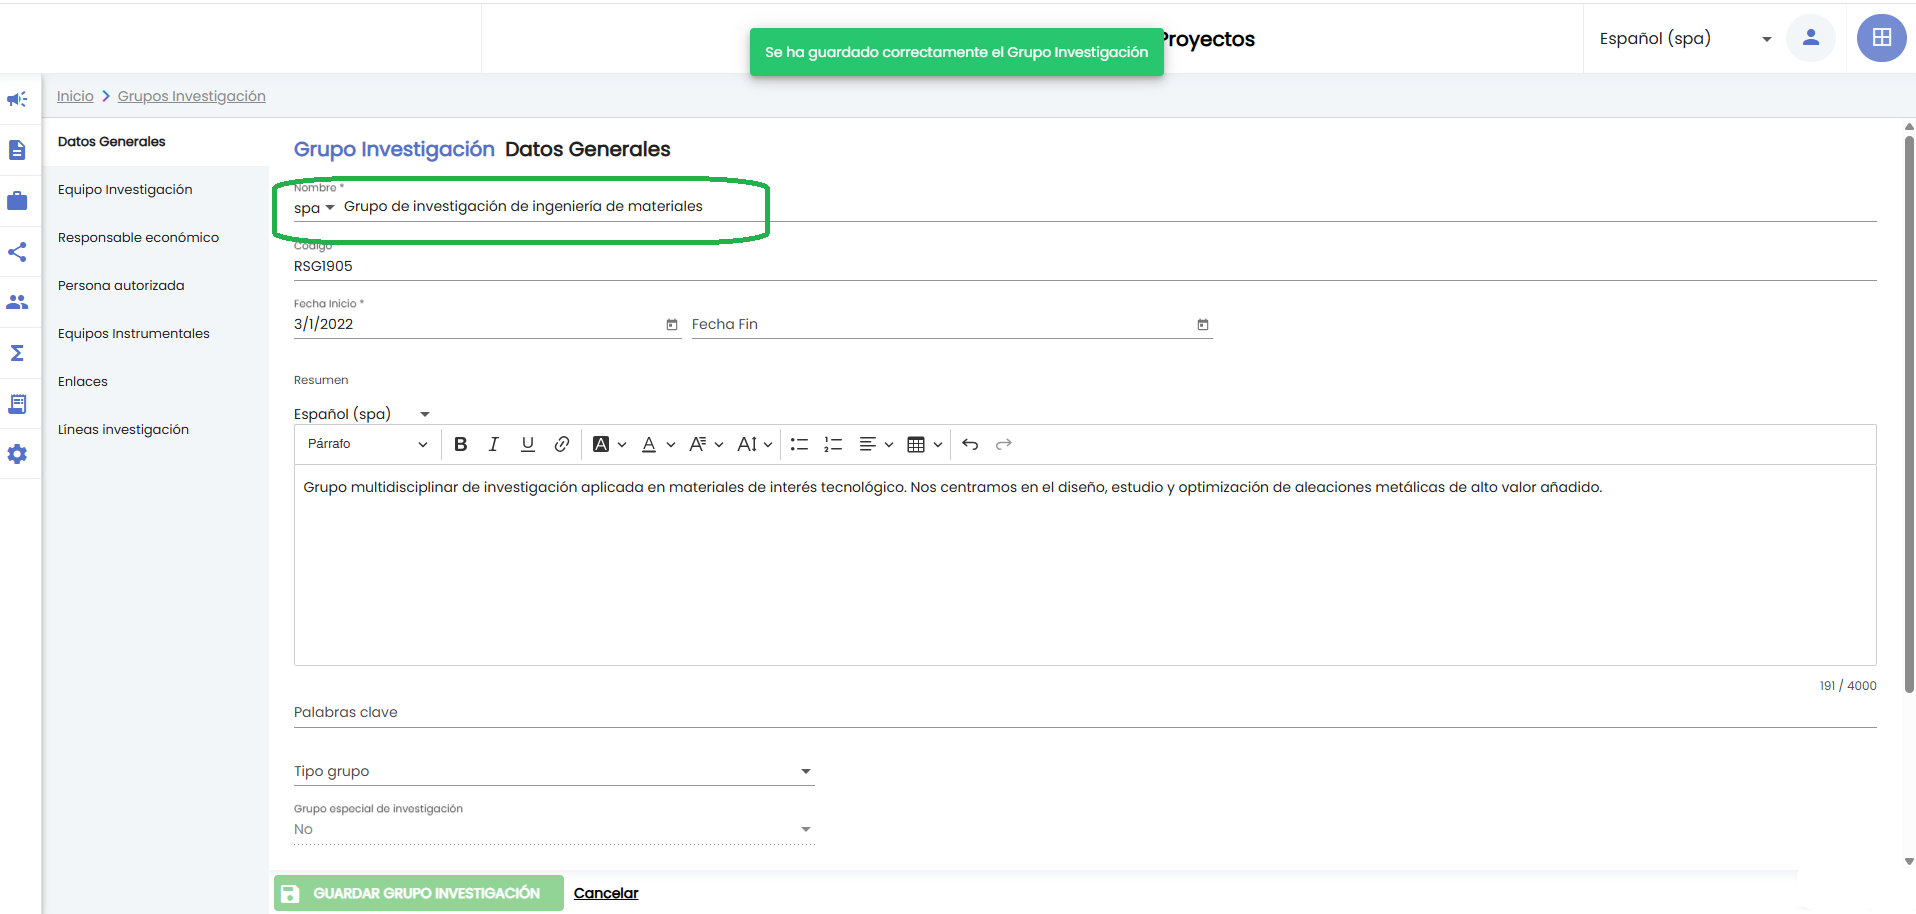 Se ha guardado correctamente el Grupo Investigación
Proyectos
Español (spa)
Inicio > Grupos Investigación
Datos Generales
Equipo Investigación
Responsable económico
Persona autorizada
Equipos Instrumentales
Enlaces
Líneas investigación
Grupo Investigación Datos Generales
Nombre *
spa Grupo de investigación de ingeniería de materiales
Código
RSG1905
Fecha Inicio *
3/1/2022
Fecha Fin
Resumen
Español (spa)
Párrafo
Grupo multidisciplinar de investigación aplicada en materiales de interés tecnológico. Nos centramos en el diseño, estudio y optimización de aleaciones metálicas de alto valor añadido.
191 / 4000
Palabras clave
Tipo grupo
Grupo especial de investigación
No
GUARDAR GRUPO INVESTIGACIÓN
Cancelar